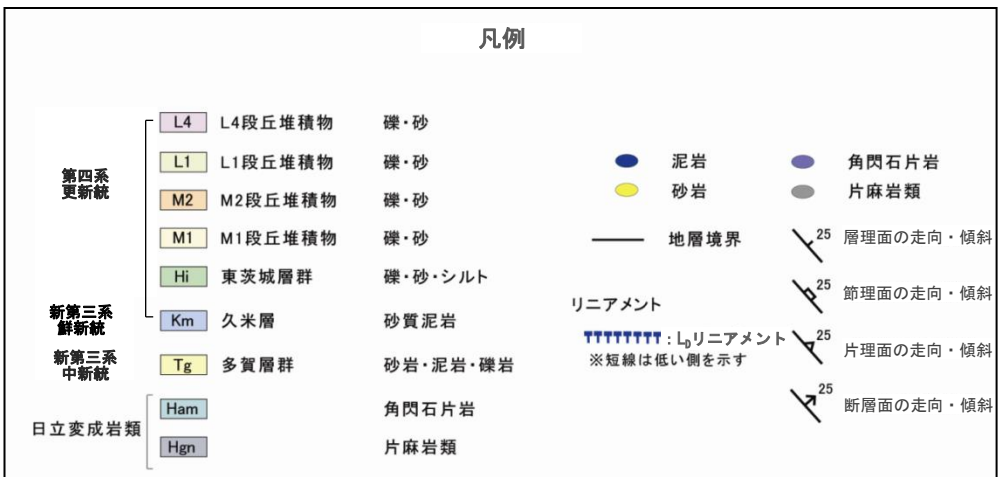 凡例
第四系
更新統
L4 L4段丘堆積物 礫・砂
L1 L1段丘堆積物 礫・砂
M2 M2段丘堆積物 礫・砂
M1 M1段丘堆積物 礫・砂
Hi 東茨城層群 礫・砂・シルト
新第三系
鮮新統
Km 久米層 砂質泥岩
新第三系
中新統
Tg 多賀層群 砂岩・泥岩・礫岩
日立変成岩類
Ham 角閃石片岩
Hgn 片麻岩類
泥岩
砂岩
地層境界
リニアメント
:LDリニアメント
※短線は低い側を示す
角閃石片岩
片麻岩類
25 層理面の走向・傾斜
25 節理面の走向・傾斜
25 片理面の走向・傾斜
25 断層面の走向・傾斜